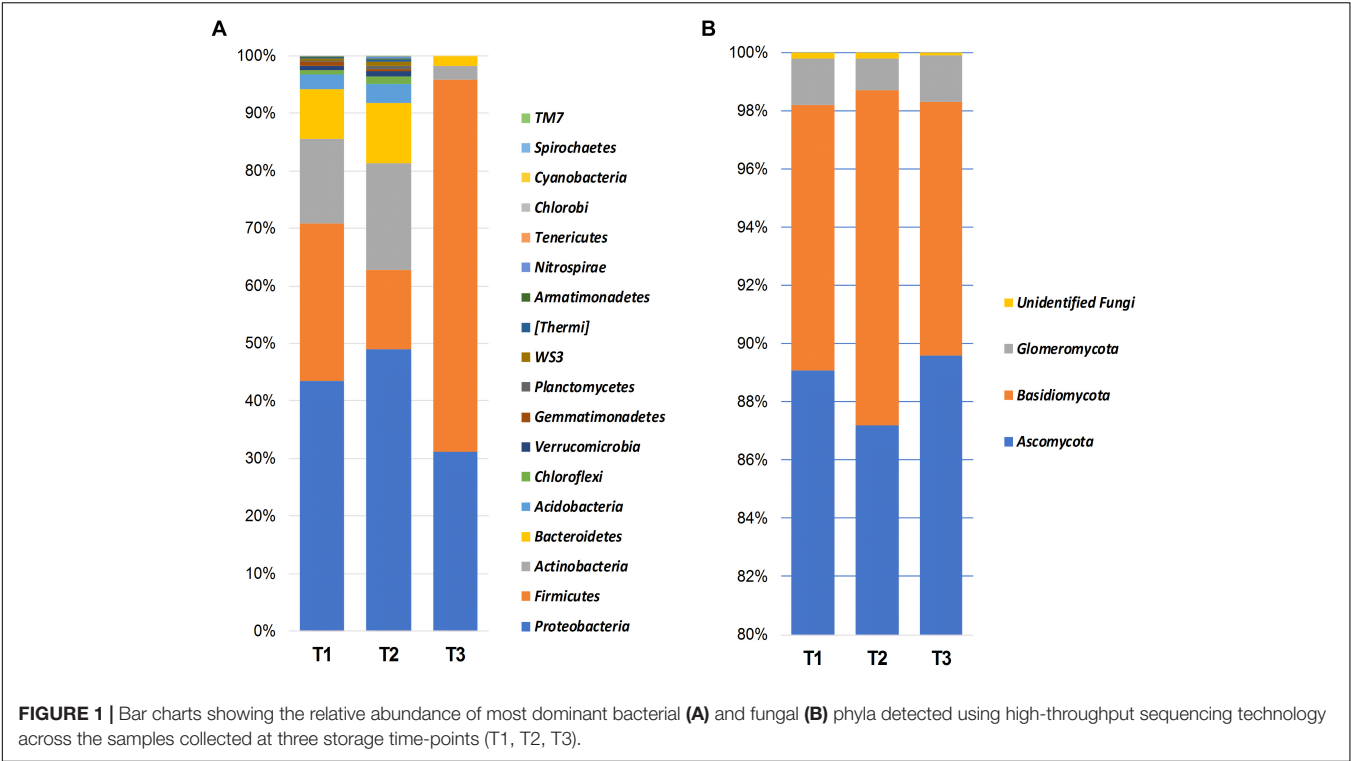 A
100%
90%
80%
70%
60%
50%
40%
30%
20%
10%
0%
T1 T2 T3
TM7
Spirochaetes
Cyanobacteria
Chlorobi
Tenericutes
Nitrospirae
Armatimonadetes
[Thermi]
WS3
Planctomycetes
Gemmatimonadetes
Verrucomicrobia
Chloroflexi
Acidobacteria
Bacteroidetes
Actinobacteria
Firmicutes
Proteobacteria
B
100%
98%
96%
94%
92%
90%
88%
86%
84%
82%
80%
T1 T2 T3
Unidentified Fungi
Glomeromycota
Basidiomycota
Ascomycota
FIGURE 1 | Bar charts showing the relative abundance of most dominant bacterial (A) and fungal (B) phyla detected using high-throughput sequencing technology
across the samples collected at three storage time-points (T1, T2, T3).